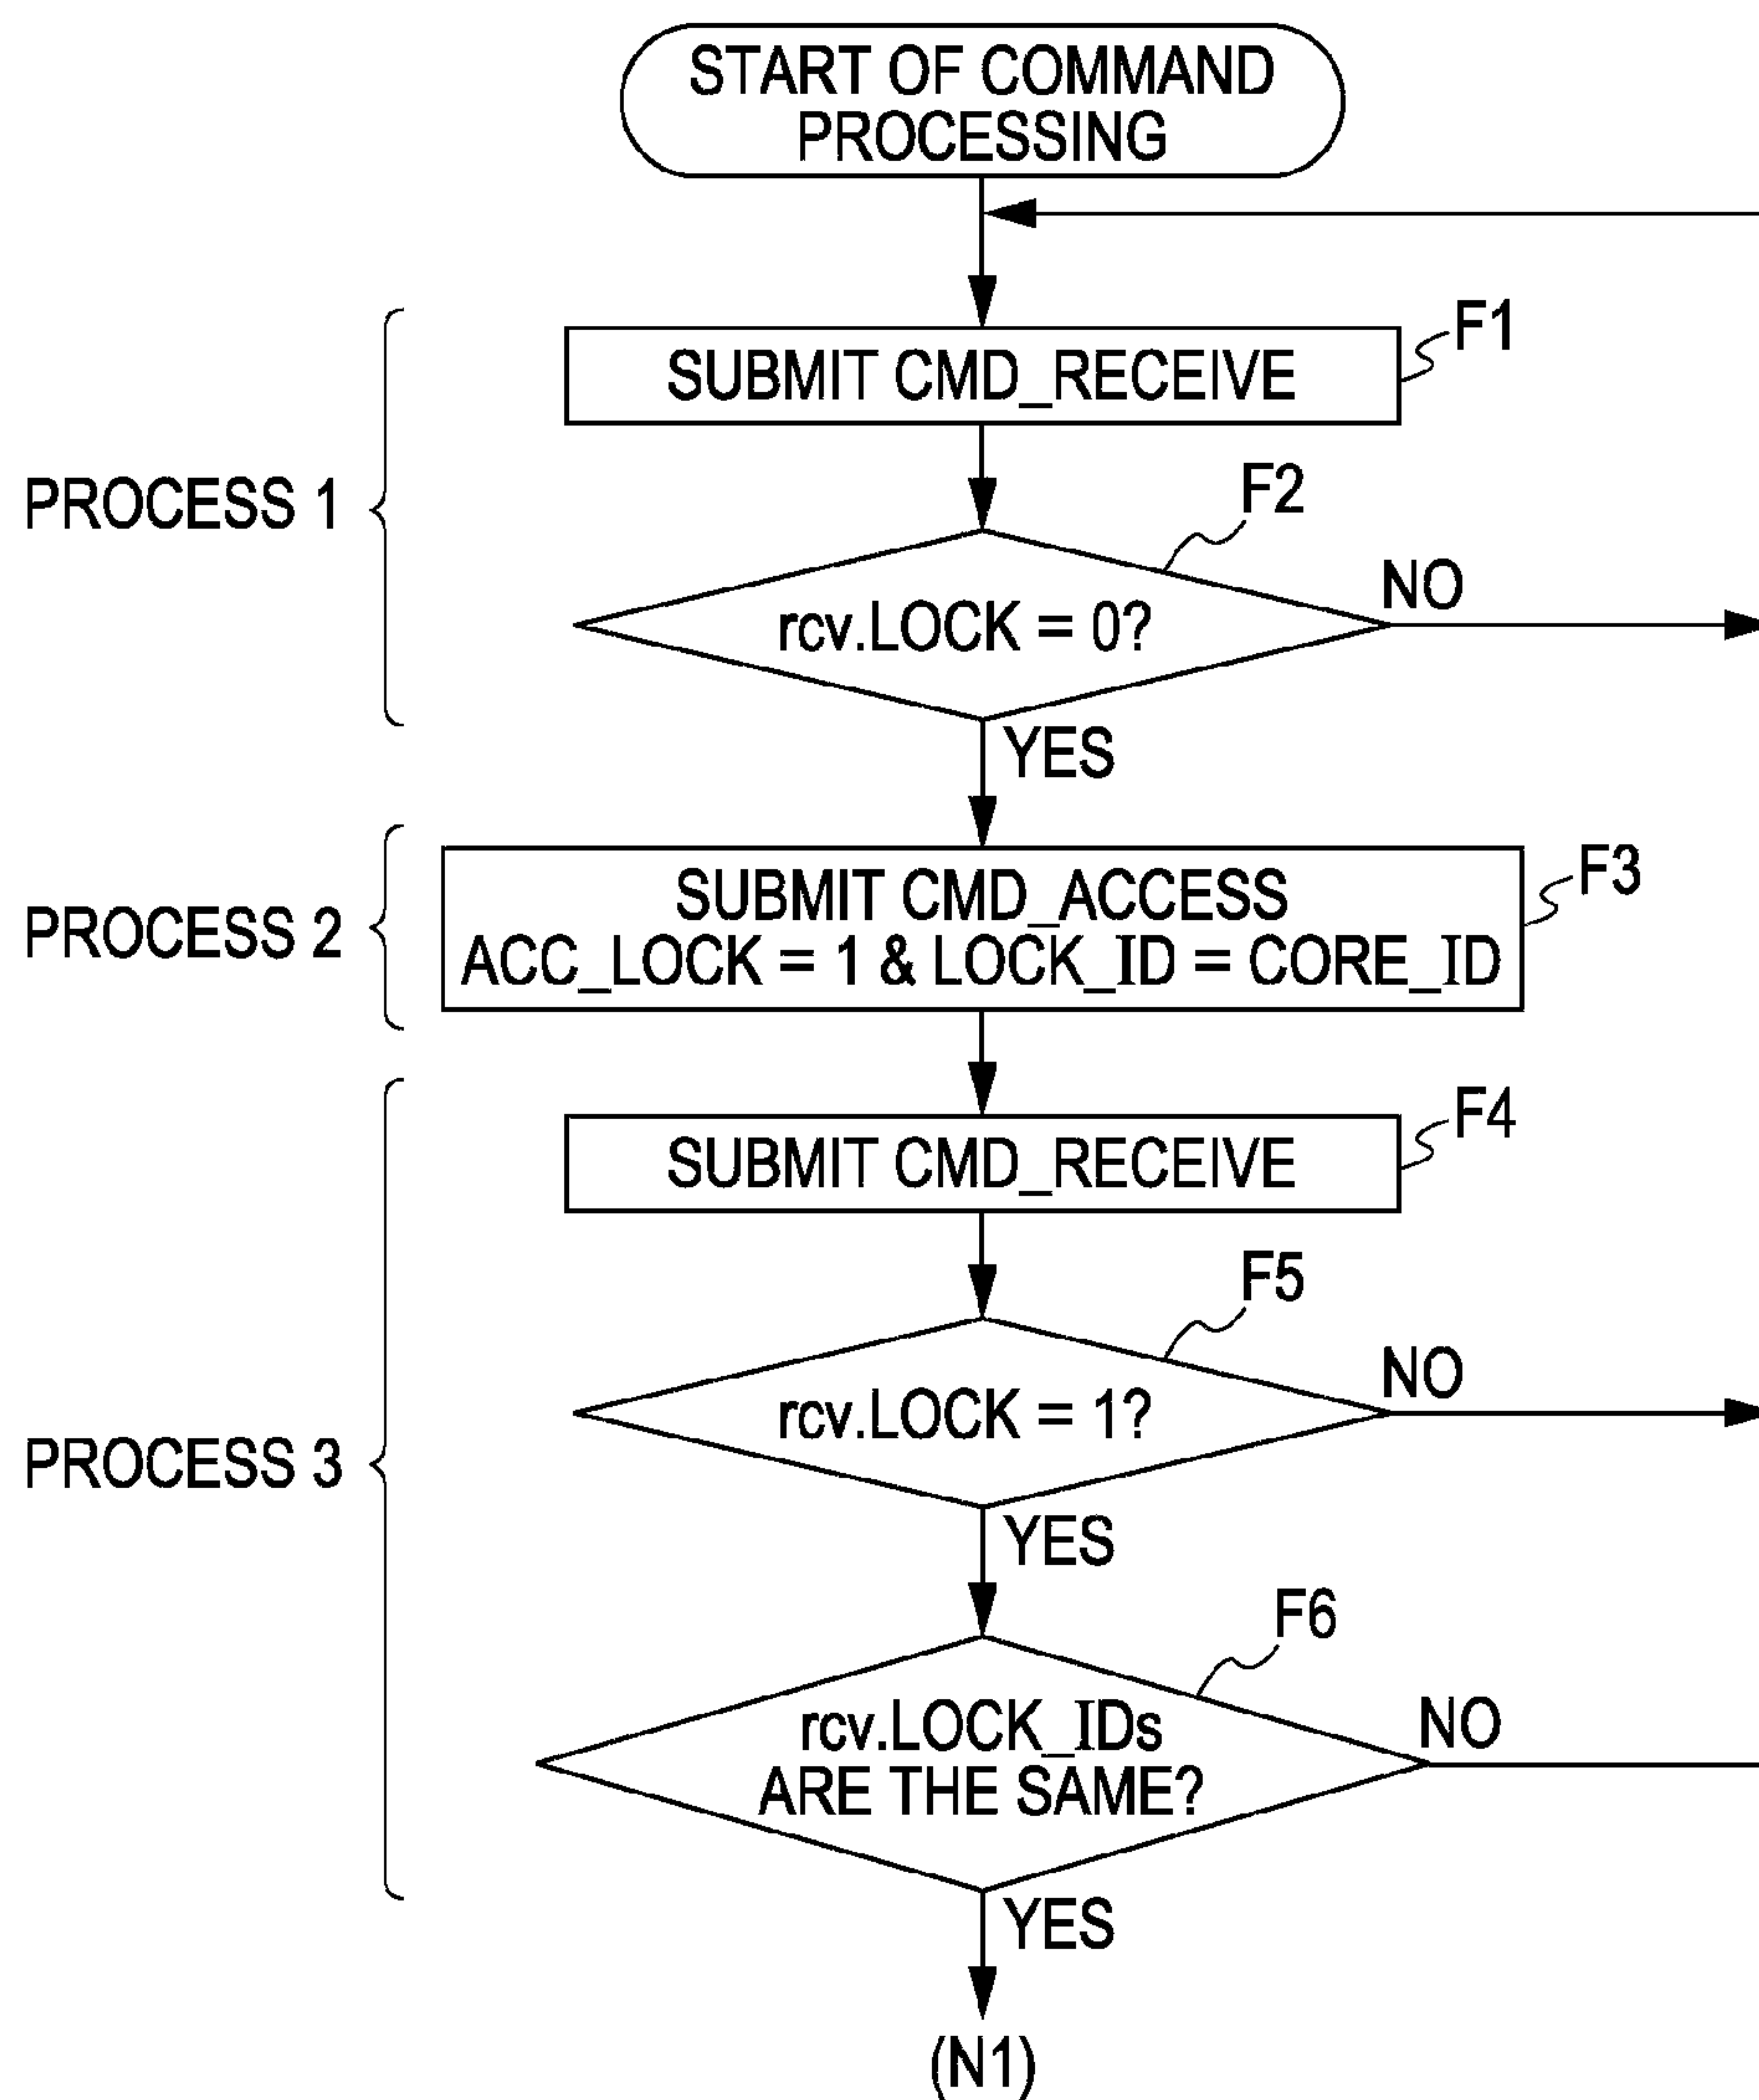 START OF COMMAND
PROCESSING
F1
SUBMIT CMD_RECEIVE
F2
PROCESS 1
NO
rcv.LOCK = 0?
YES
F3
SUBMIT CMD_ACCESS
PROCESS 2
ACC_LOCK = 1 & LOCK_ID = CORE_ID
F4
SUBMIT CMD_RECEIVE
F5
NO
rcv.LOCK = 1?
PROCESS 3
YES
F6
rcv.LOCK_IDs
NO
ARE THE SAME?
YES
(N1)